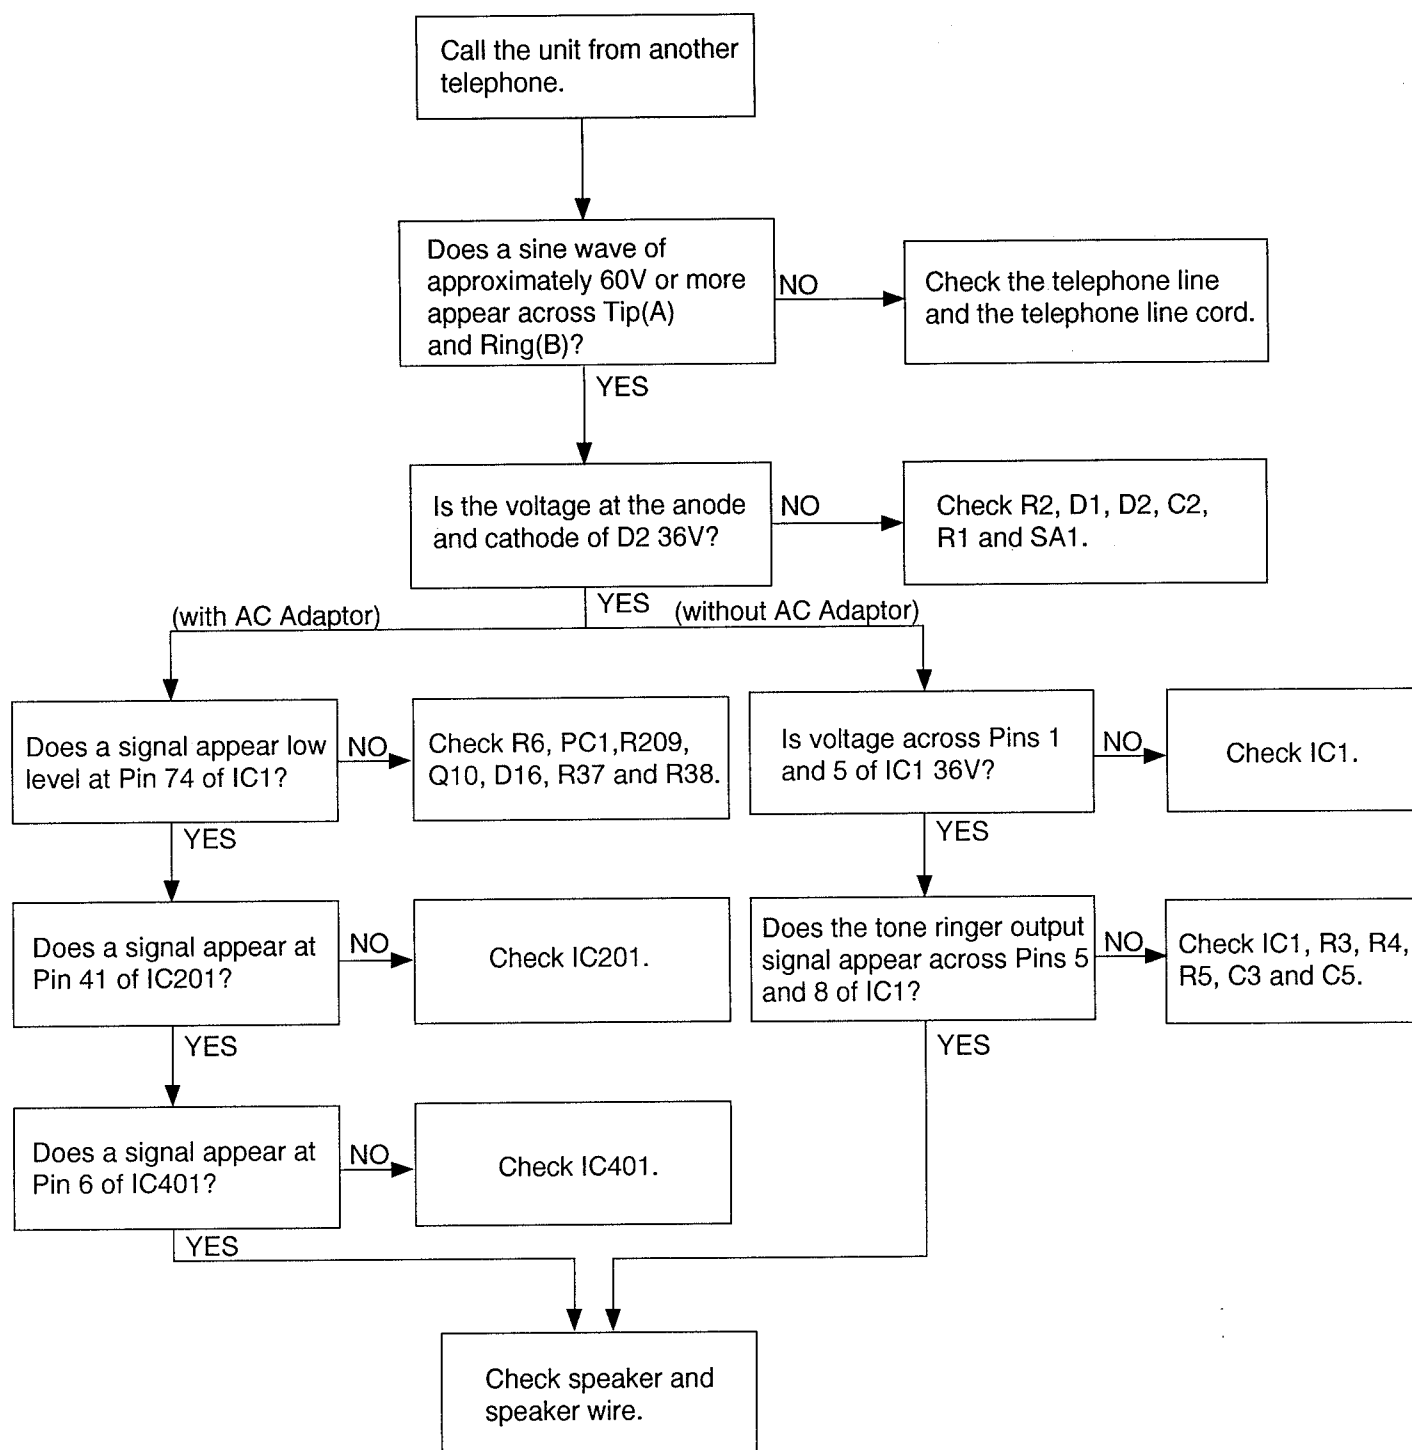 Call the unit from another
telephone.
Does a sine wave of
approximately 60V or more
appear across Tip(A)
and Ring(B)?
NO
Check the telephone line
and the telephone line cord.
YES
Is the voltage at the anode
and cathode of D2 36V?
NO
Check R2, D1, D2, C2,
R1 and SA1.
YES
(with AC Adaptor)
(without AC Adaptor)
Does a signal appear low
level at Pin 74 of IC1?
NO
Check R6, PC1,R209,
Q10, D16, R37 and R38.
Is voltage across Pins 1
and 5 of IC1 36V?
NO
Check IC1.
YES
YES
Does a signal appear at
Pin 41 of IC201?
NO
Check IC201.
Does the tone ringer output
signal appear across Pins 5
and 8 of IC1?
NO
Check IC1, R3, R4,
R5, C3 and C5.
YES
YES
Does a signal appear at
Pin 6 of IC401?
NO
Check IC401.
YES
Check speaker and
speaker wire.